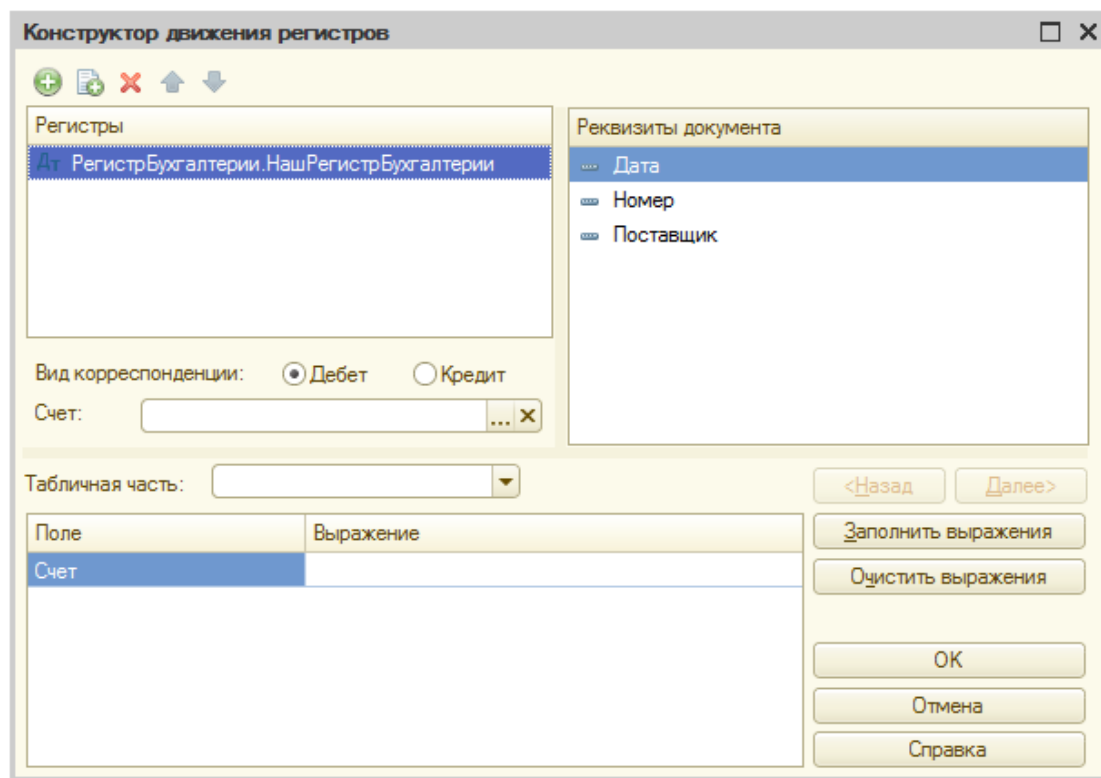 Конструктор движения регистров
Регистры
Дт РегистрБухгалтерии.НашРегистрБухгалтерии
Реквизиты документа
Дата
Номер
Поставщик
Вид корреспонденции: Дебет Кредит
Счет: ...
Табличная часть:
<Назад Далее>
Поле Выражение
Счет
Заполнить выражения
Очистить выражения
ОК
Отмена
Справка